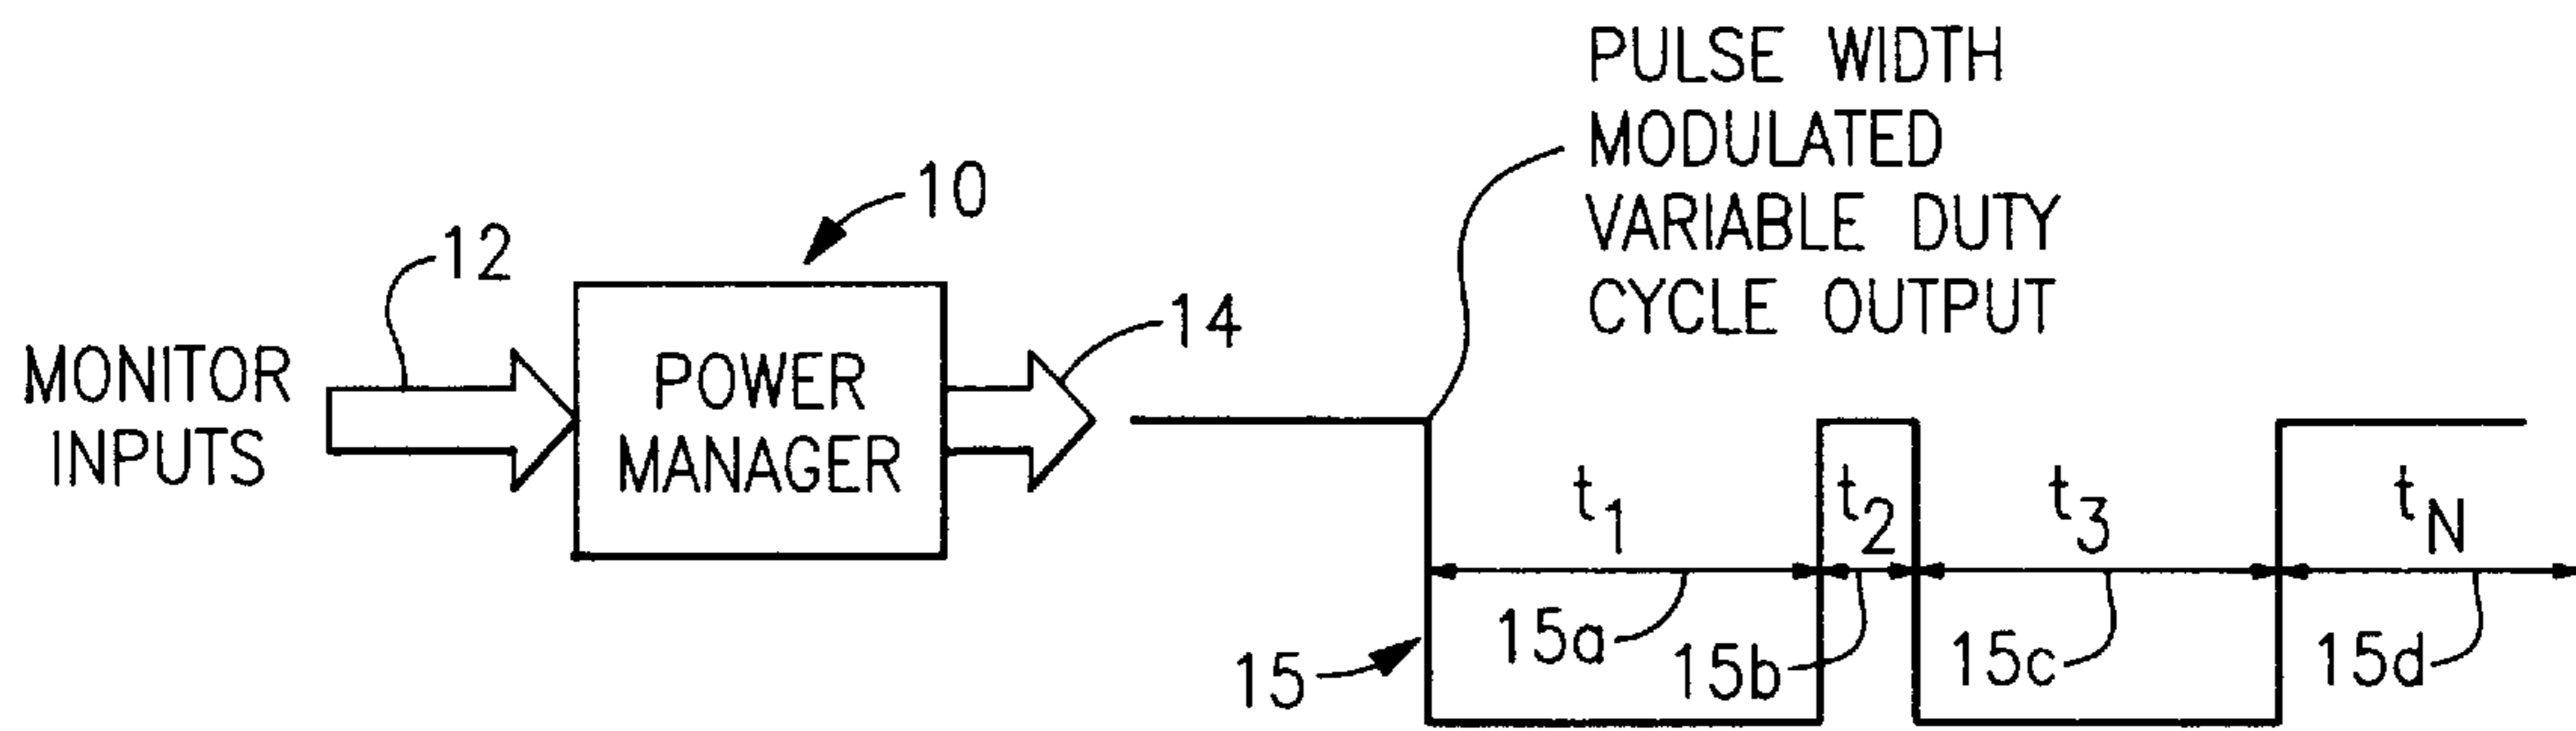 PULSE WIDTH
MODULATED
VARIABLE DUTY
CYCLE OUTPUT
10
12
14
MONITOR
INPUTS
POWER
MANAGER
t1 t2 t3 tN
15 15a 15b 15c 15d